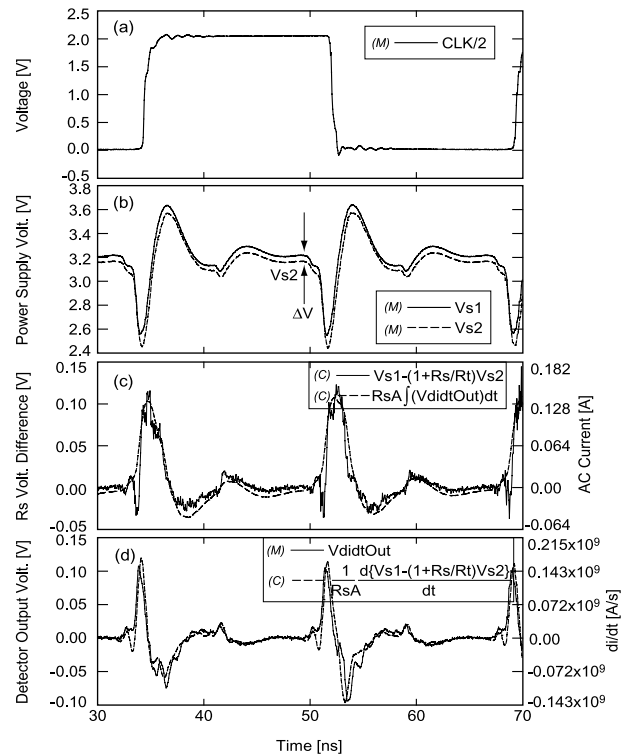 (a)
Voltage [V]
2.5
2.0
1.5
1.0
0.5
0.0
-0.5
(M) CLK/2
(b)
Power Supply Volt. [V]
3.8
3.6
3.4
3.2
3.0
2.8
2.6
2.4
Vs2
ΔV
(M) Vs1
(M) Vs2
(c)
Rs Volt. Difference [V]
0.15
0.10
0.05
0.00
-0.05
(C) Vs1-(1+Rs/Rt)Vs2
(C) RsA∫(VdidtOut)dt
0.182
0.128
0.064
0.00
-0.064
AC Current [A]
(d)
Detector Output Volt. [V]
0.15
0.10
0.05
0.00
-0.05
-0.10
(M) VdidtOut
(C) 1 d{Vs1-(1+Rs/Rt)Vs2}
RsA dt
0.215x10⁹
0.143x10⁹
0.072x10⁹
0.00
-0.072x10⁹
-0.143x10⁹
di/dt [A/s]
30 40 50 60 70
Time [ns]